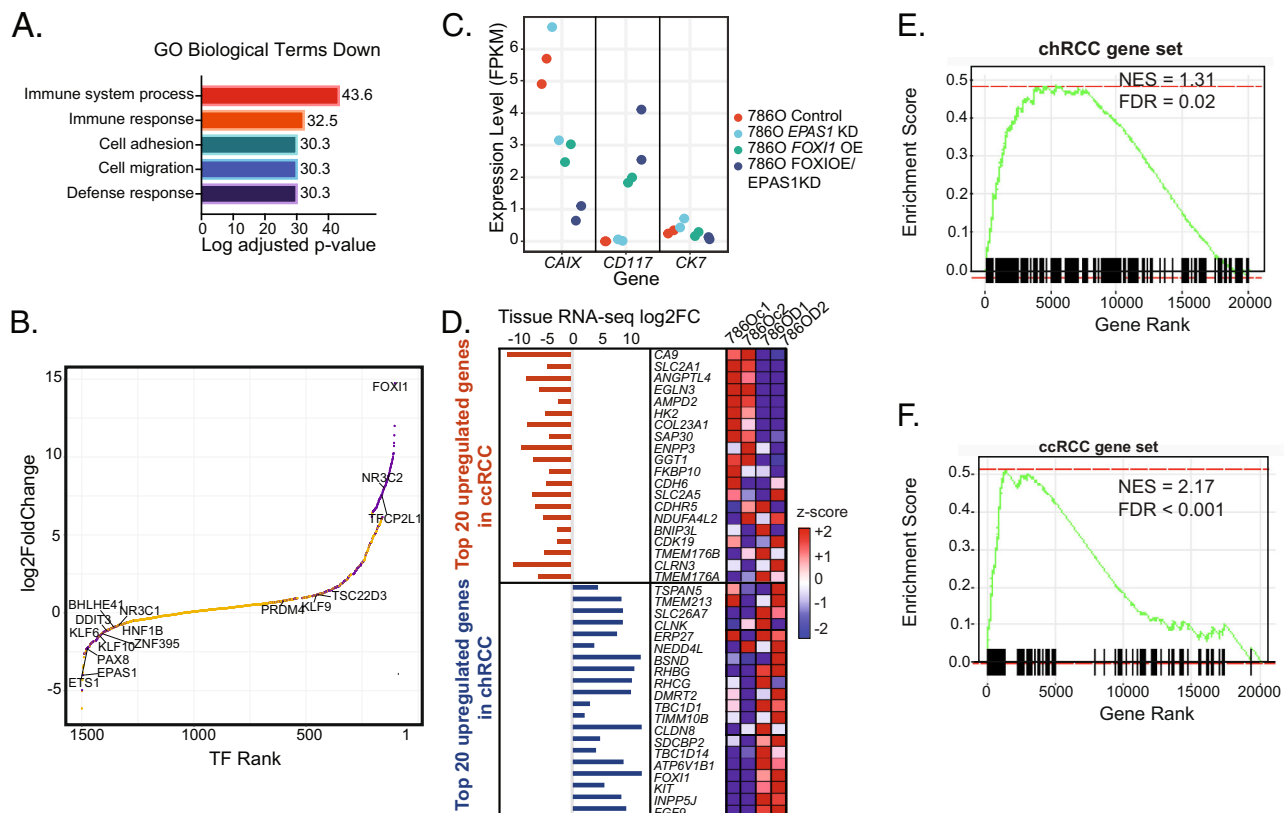 A.
GO Biological Terms Down
Immune system process
43.6
Immune response
32.5
Cell adhesion
30.3
Cell migration
30.3
Defense response
30.3
0 10 20 30 40
Log adjusted p-value
B.
log2FoldChange
15
10
5
0
-5
FOXI1
NR3C2
TFCP2L1
TSC22D3
KLF9
PRDM4
BHLHE41
NR3C1
DDIT3
HNF1B
KLF6
ZNF395
KLF10
PAX8
EPAS1
ETS1
1500 1000 500 1
TF Rank
C.
Expression Level (FPKM)
6
5
4
3
2
1
0
CAIX CD117 CK7
Gene
786O Control
786O EPAS1 KD
786O FOXI1 OE
786O FOXIOE/
EPAS1KD
D.
Tissue RNA-seq log2FC
-10 -5 0 5 10
786Oc1 786Oc2 786OD1 786OD2
Top 20 upregulated genes
in ccRCC
CA9
SLC2A1
ANGPTL4
EGLN3
AMPD2
HK2
COL23A1
SAP30
ENPP3
GGT1
FKBP10
CDH6
SLC2A5
CDHR5
NDUFA4L2
BNIP3L
CDK19
TMEM176B
CLRN3
TMEM176A
Top 20 upregulated genes
in chRCC
TSPAN5
TMEM213
SLC26A7
CLNK
ERP27
NEDD4L
BSND
RHBG
RHCG
DMRT2
TBC1D1
TIMM10B
CLDN8
SDCBP2
TBC1D14
ATP6V1B1
FOXI1
KIT
INPP5J
FGF9
z-score
+2
+1
0
-1
-2
E.
chRCC gene set
NES = 1.31
FDR = 0.02
Enrichment Score
0.5
0.4
0.3
0.2
0.1
0.0
0 5000 10000 15000 20000
Gene Rank
F.
ccRCC gene set
NES = 2.17
FDR < 0.001
Enrichment Score
0.5
0.4
0.3
0.2
0.1
0.0
0 5000 10000 15000 20000
Gene Rank